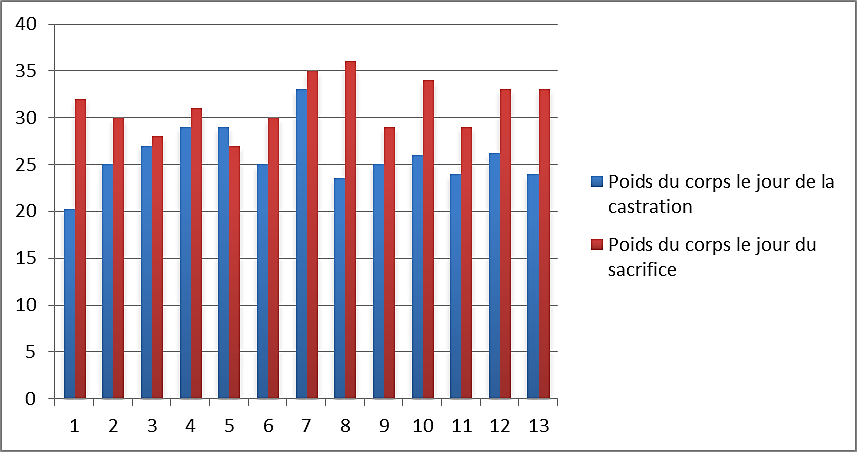 40
35
30
25
20
15
10
5
0
1 2 3 4 5 6 7 8 9 10 11 12 13
Poids du corps le jour de la
castration
Poids du corps le jour du
sacrifice